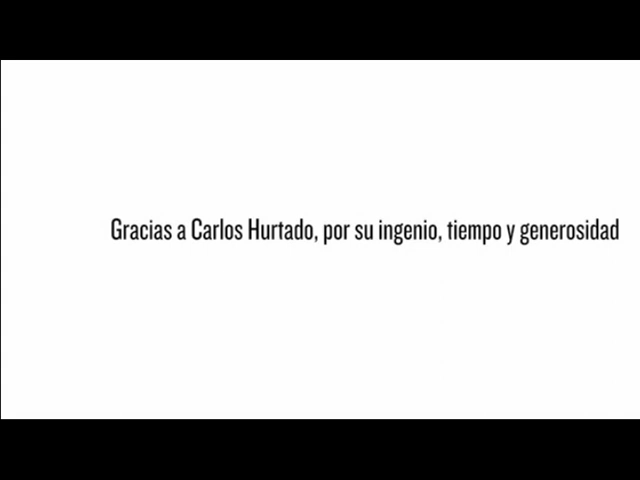 Gracias a Carlos Hurtado, por su ingenio, tiempo y generosidad